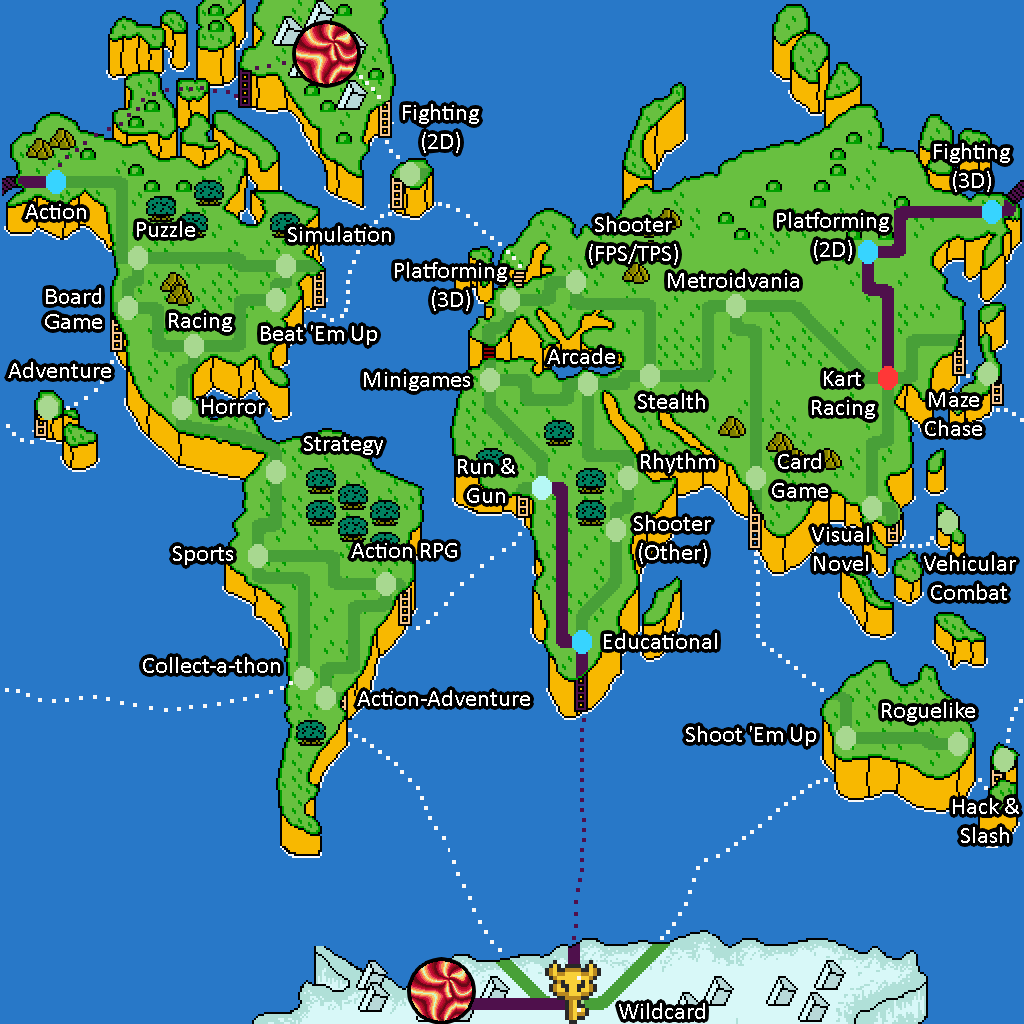 Fighting
(2D)
Fighting
(3D)
Action
Puzzle
Simulation
Shooter
(FPS/TPS)
Platforming
(2D)
Platforming
(3D)
Metroidvania
Board
Game
Racing
Beat 'Em Up
Adventure
Arcade
Minigames
Horror
Stealth
Kart
Racing
Maze
Chase
Strategy
Run &
Gun
Rhythm
Card
Game
Sports
Action RPG
Shooter
(Other)
Visual
Novel
Vehicular
Combat
Educational
Collect-a-thon
Action-Adventure
Roguelike
Shoot 'Em Up
Hack &
Slash
Wildcard